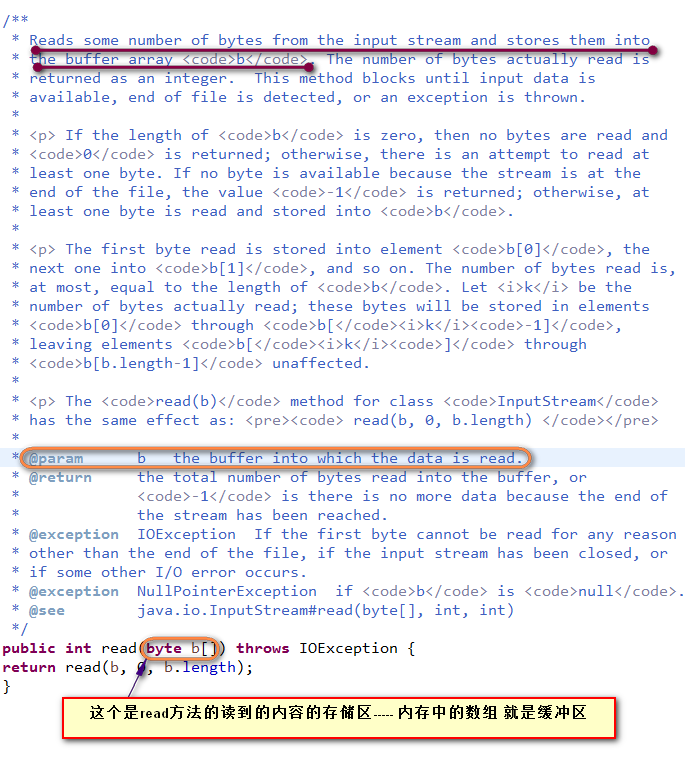 /**
* Reads some number of bytes from the input stream and stores them into
* the buffer array <code>b</code>. The number of bytes actually read is
* returned as an integer.  This method blocks until input data is
* available, end of file is detected, or an exception is thrown.
*
* <p> If the length of <code>b</code> is zero, then no bytes are read and
* <code>0</code> is returned; otherwise, there is an attempt to read at
* least one byte. If no byte is available because the stream is at the
* end of the file, the value <code>-1</code> is returned; otherwise, at
* least one byte is read and stored into <code>b</code>.
*
* <p> The first byte read is stored into element <code>b[0]</code>, the
* next one into <code>b[1]</code>, and so on. The number of bytes read is,
* at most, equal to the length of <code>b</code>. Let <i>k</i> be the
* number of bytes actually read; these bytes will be stored in elements
* <code>b[0]</code> through <code>b[</code><i>k</i><code>-1]</code>,
* leaving elements <code>b[</code><i>k</i><code>]</code> through
* <code>b[b.length-1]</code> unaffected.
*
* <p> The <code>read(b)</code> method for class <code>InputStream</code>
* has the same effect as: <pre><code> read(b, 0, b.length) </code></pre>
*
* @param      b   the buffer into which the data is read.
* @return     the total number of bytes read into the buffer, or
*             <code>-1</code> is there is no more data because the end of
*             the stream has been reached.
* @exception  IOException  If the first byte cannot be read for any reason
* other than the end of the file, if the input stream has been closed, or
* if some other I/O error occurs.
* @exception  NullPointerException  if <code>b</code> is <code>null</code>.
* @see        java.io.InputStream#read(byte[], int, int)
*/
public int read(byte b[]) throws IOException {
return read(b, 0, b.length);
}
这个是read方法的读到的内容的存储区----- 内存中的数组 就是缓冲区